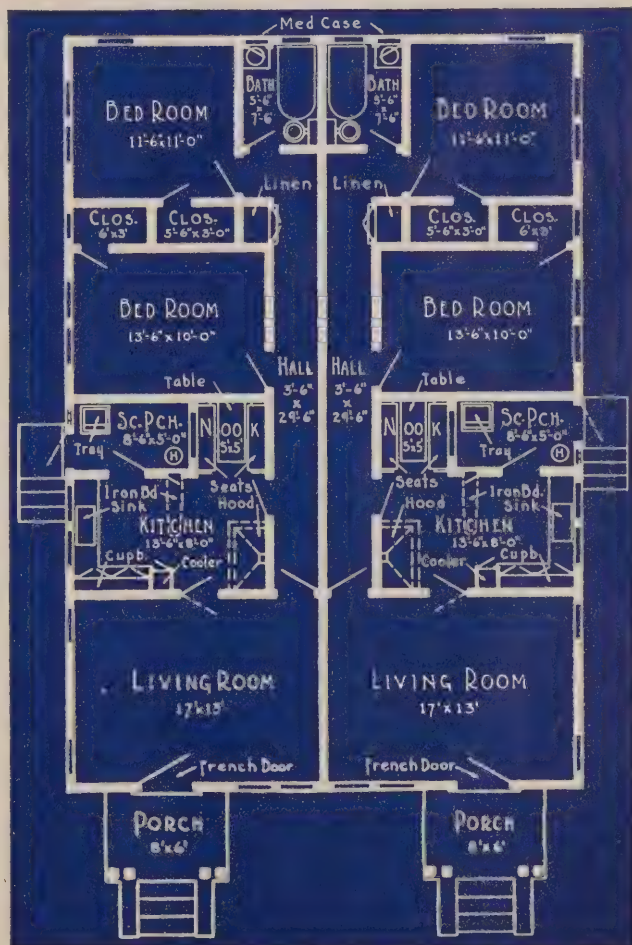 Med Case
BATH
5'-6"
x
7'-6"
BATH
5'-6"
x
7'-6"
BED ROOM
11'-6"x11'-0"
BED ROOM
11'-6"x11'-0"
Linen
Linen
CLOS.
6'x3'
CLOS.
5'-6"x3'-0"
CLOS.
5'-6"x3'-0"
CLOS.
6'x3'
BED ROOM
13'-6"x10'-0"
BED ROOM
13'-6"x10'-0"
HALL
3'-6"
x
29'-6"
HALL
3'-6"
x
29'-6"
Table
Table
SC.PCH.
8'-6"x5'-0"
Tray
H
NOOK
5'x5'
NOOK
5'x5'
SC.PCH.
8'-6"x5'-0"
Tray
H
Iron Bd.
Sink
Seats
Hood
Seats
Hood
Iron Bd.
Sink
KITCHEN
13'-6"x8'-0"
KITCHEN
13'-6"x8'-0"
Cupb.
Cooler
Cooler
Cupb.
LIVING ROOM
17'x13'
LIVING ROOM
17'x13'
French Door
French Door
PORCH
8'x6'
PORCH
8'x6'